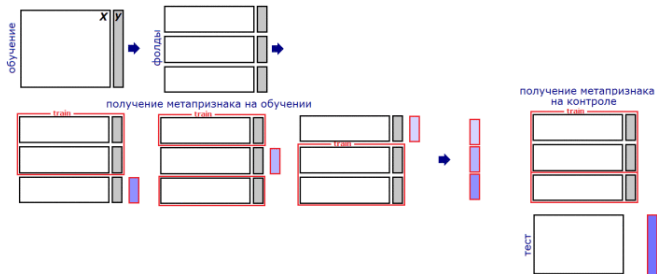 обучение
X y
фолды
получение метапризнака на обучении
train
train
train
получение метапризнака
на контроле
train
тест